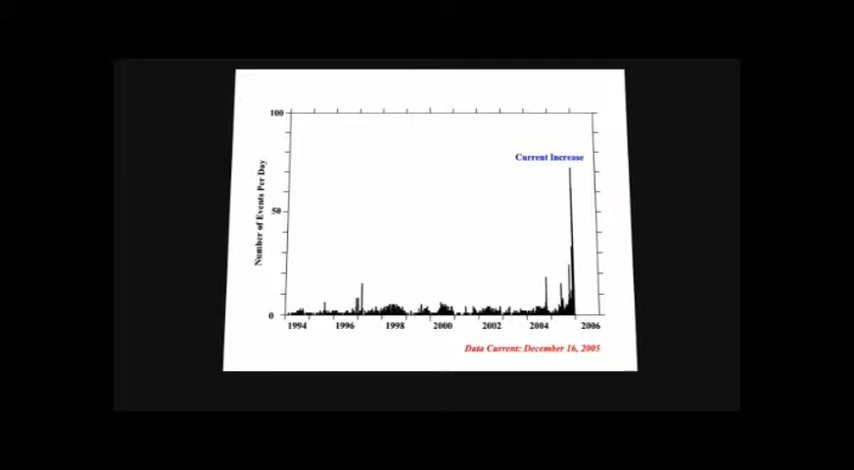 100
Current Increase
Number of Events Per Day
50
0
1994 1996 1998 2000 2002 2004 2006
Data Current: December 16, 2005